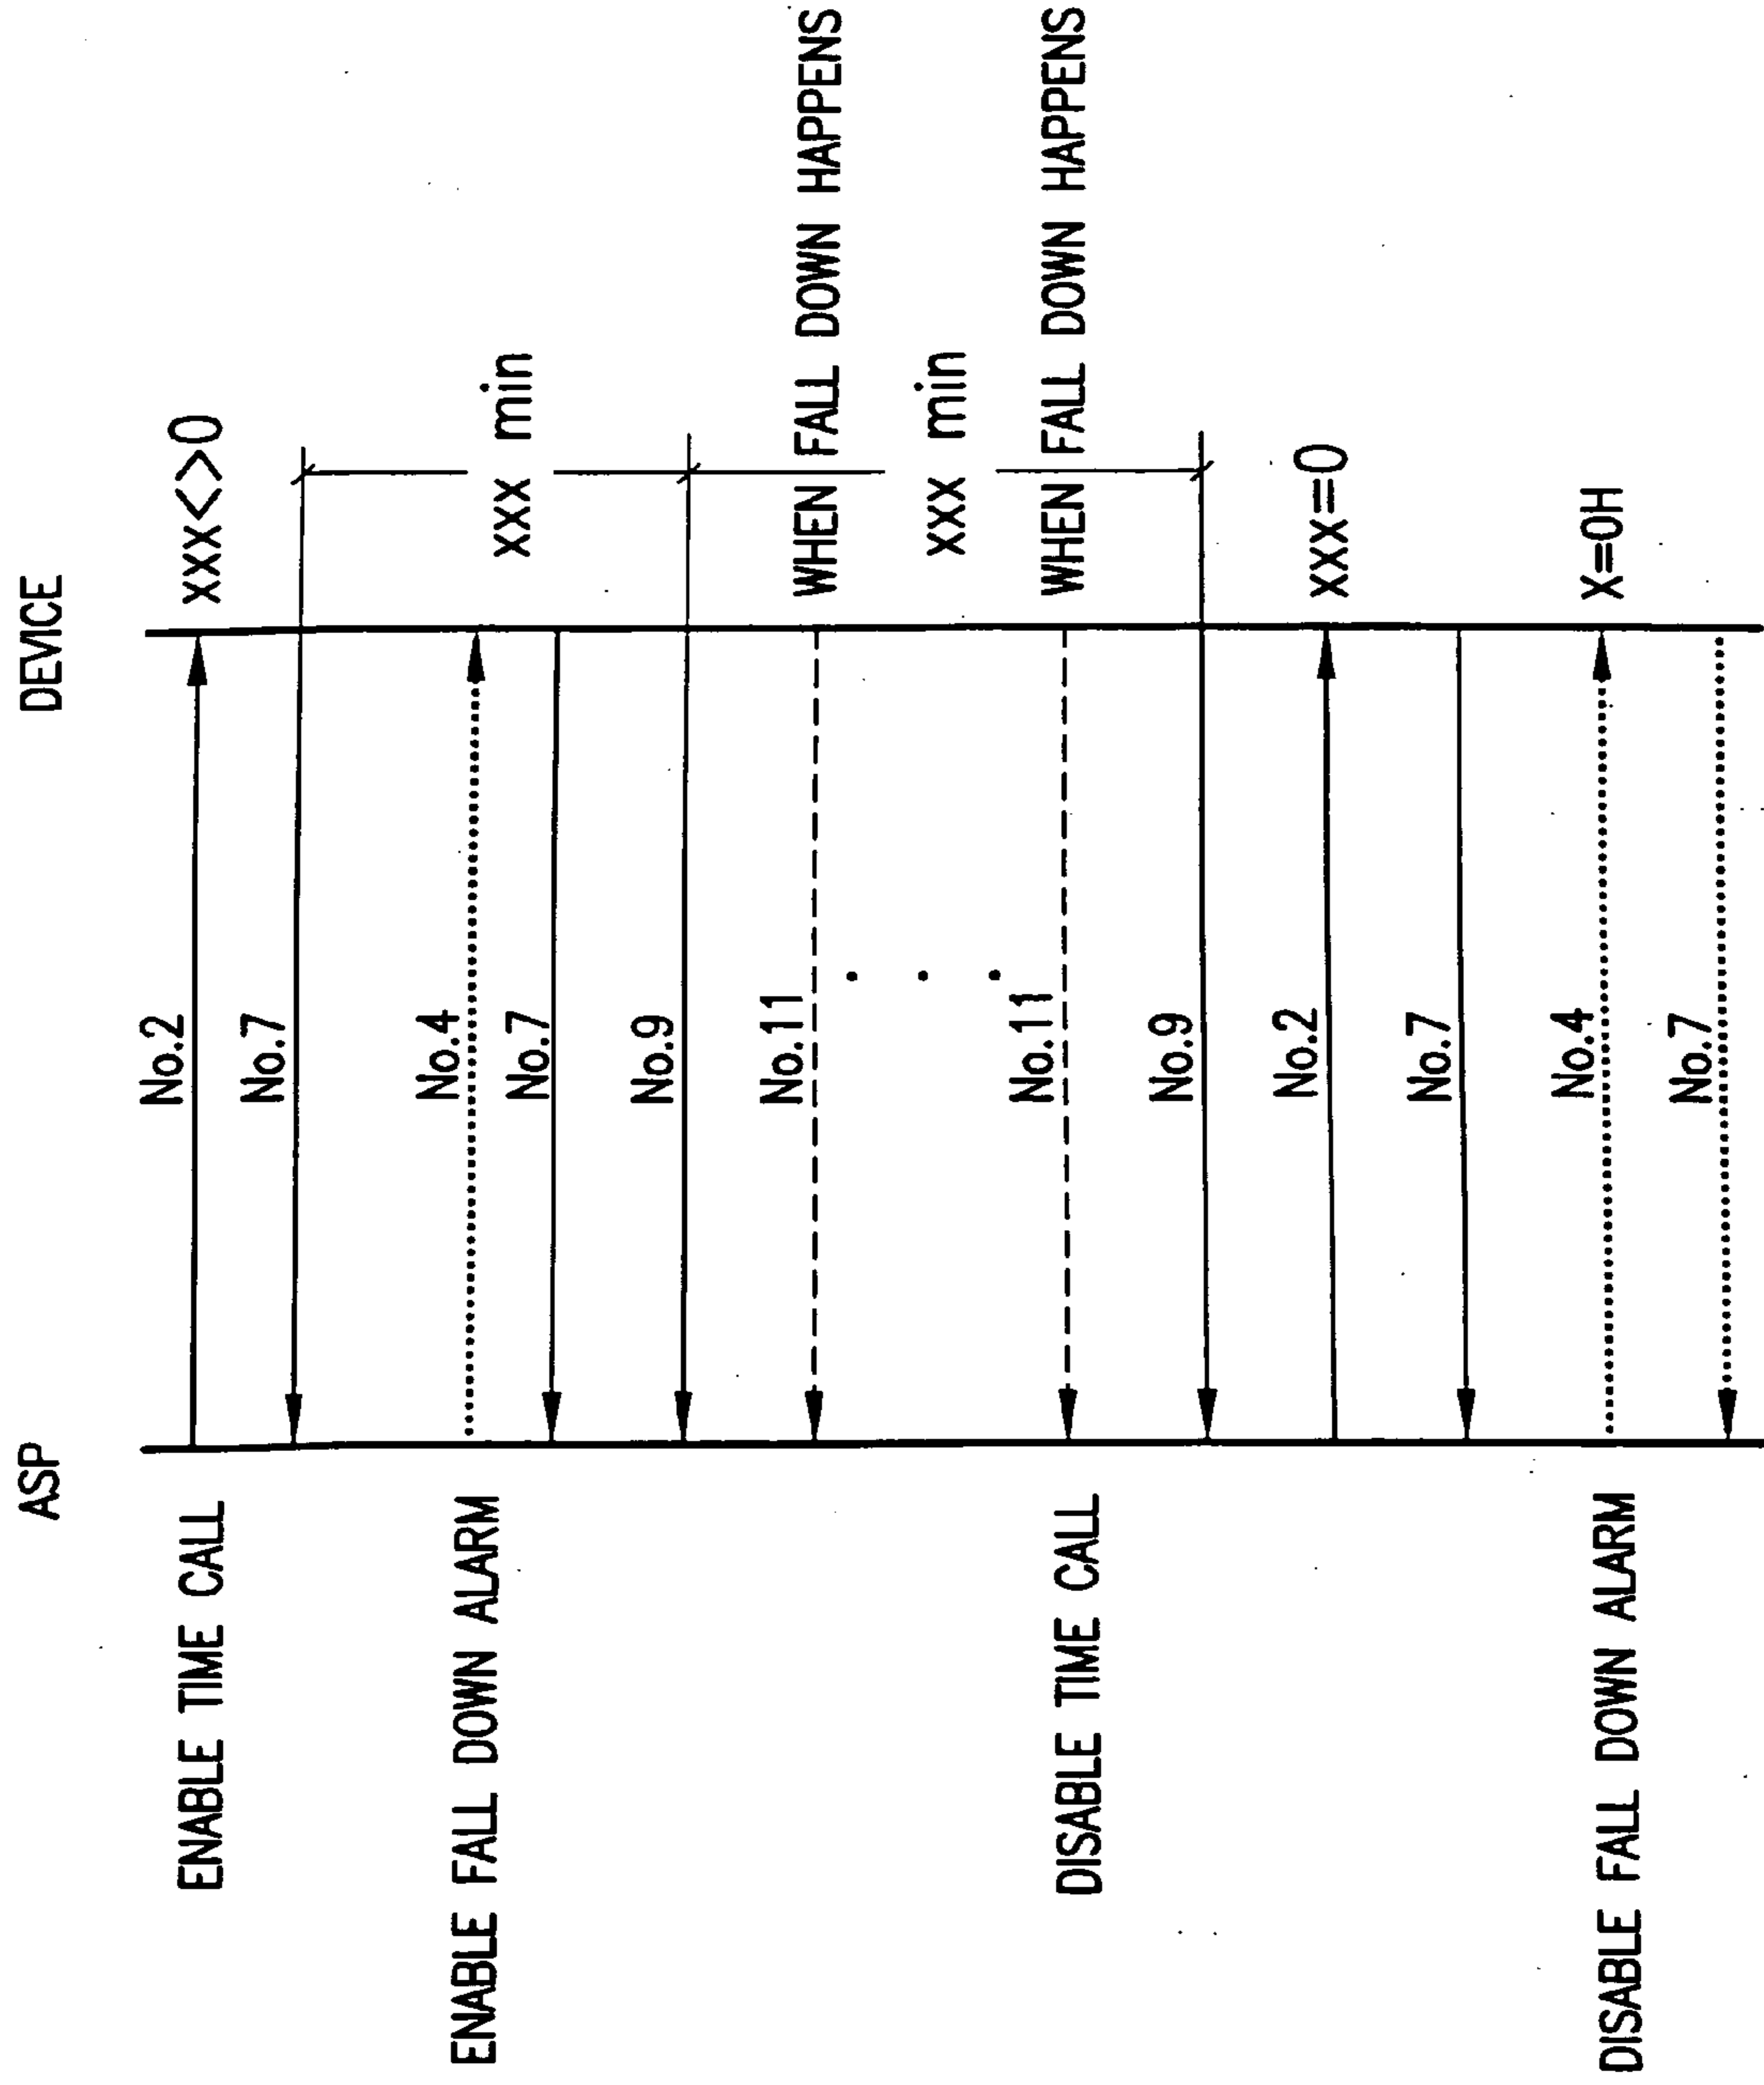 ASP
DEVICE
ENABLE TIME CALL
No.2
xxx<>0
No.7
ENABLE FALL DOWN ALARM
No.4
xxx min
No.7
No.9
No.11
WHEN FALL DOWN HAPPENS
. . .
xxx min
No.11
WHEN FALL DOWN HAPPENS
DISABLE TIME CALL
No.9
No.2
xxx=0
No.7
DISABLE FALL DOWN ALARM
No.4
X=0H
No.7